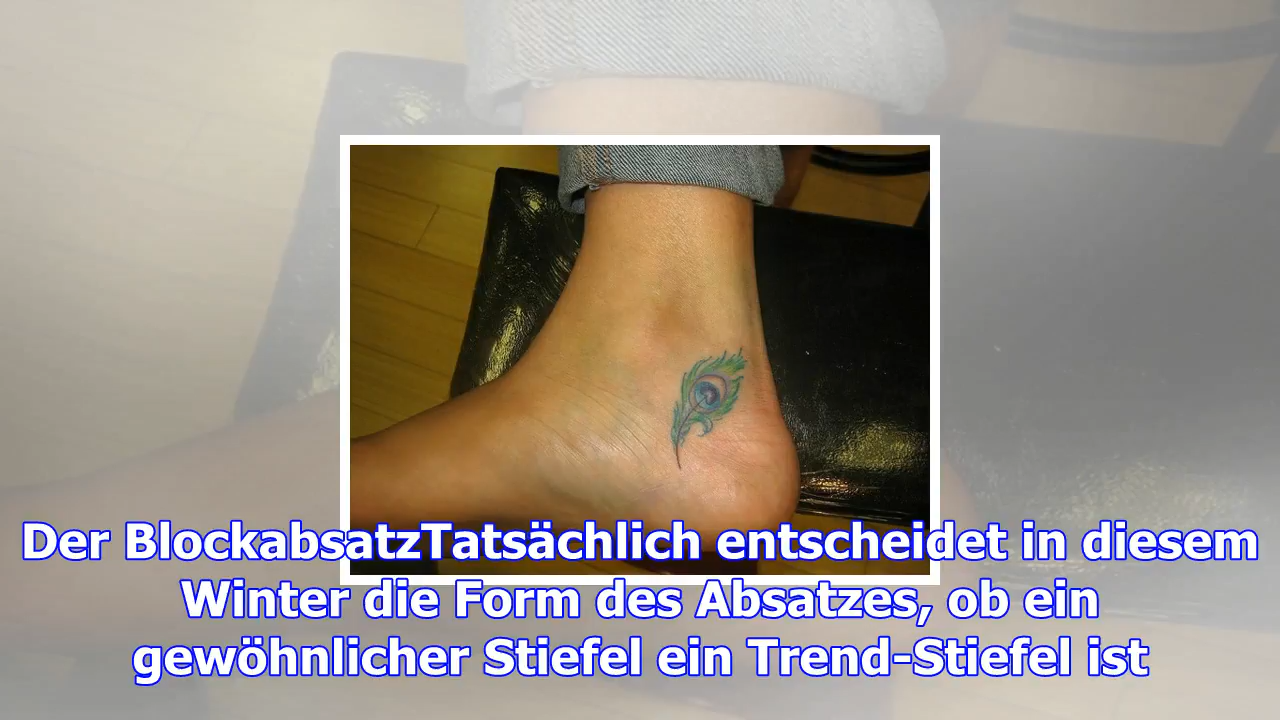 Der BlockabsatzTatsächlich entscheidet in diesem
Winter die Form des Absatzes, ob ein
gewöhnlicher Stiefel ein Trend-Stiefel ist